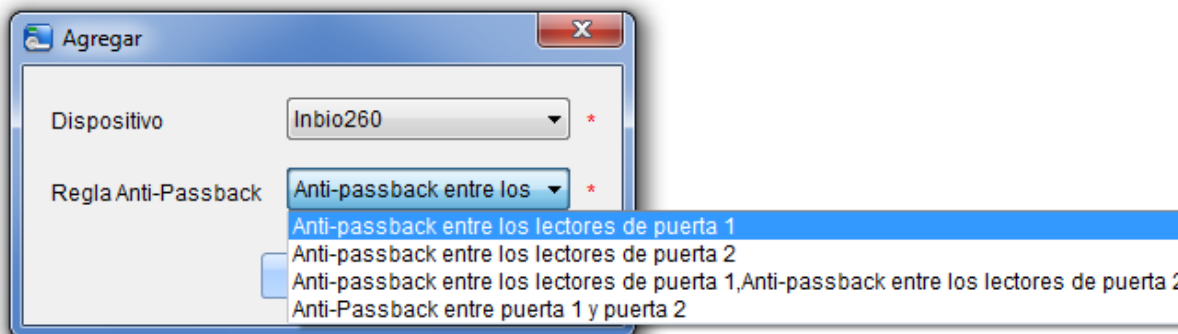 Agregar
Dispositivo Inbio260 *
Regla Anti-Passback Anti-passback entre los *
Anti-passback entre los lectores de puerta 1
Anti-passback entre los lectores de puerta 2
Anti-passback entre los lectores de puerta 1,Anti-passback entre los lectores de puerta 2
Anti-Passback entre puerta 1 y puerta 2